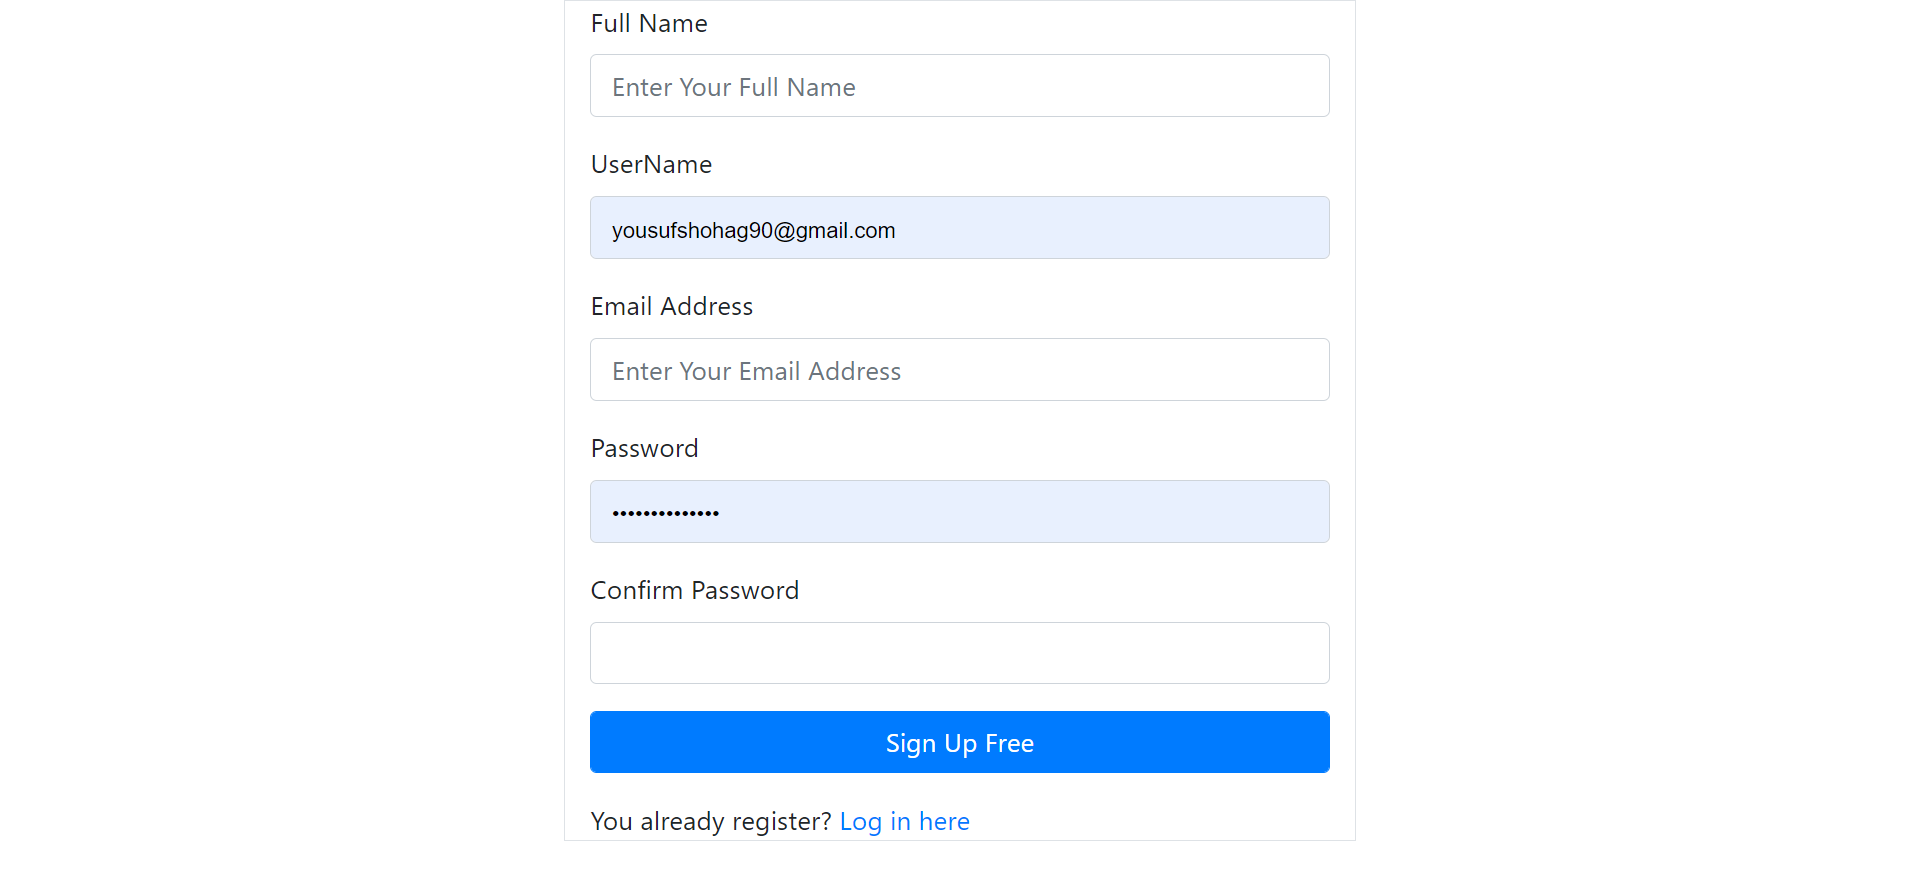 Full Name
Enter Your Full Name
UserName
yousufshohag90@gmail.com
Email Address
Enter Your Email Address
Password
••••••••••••••
Confirm Password
Sign Up Free
You already register? Log in here